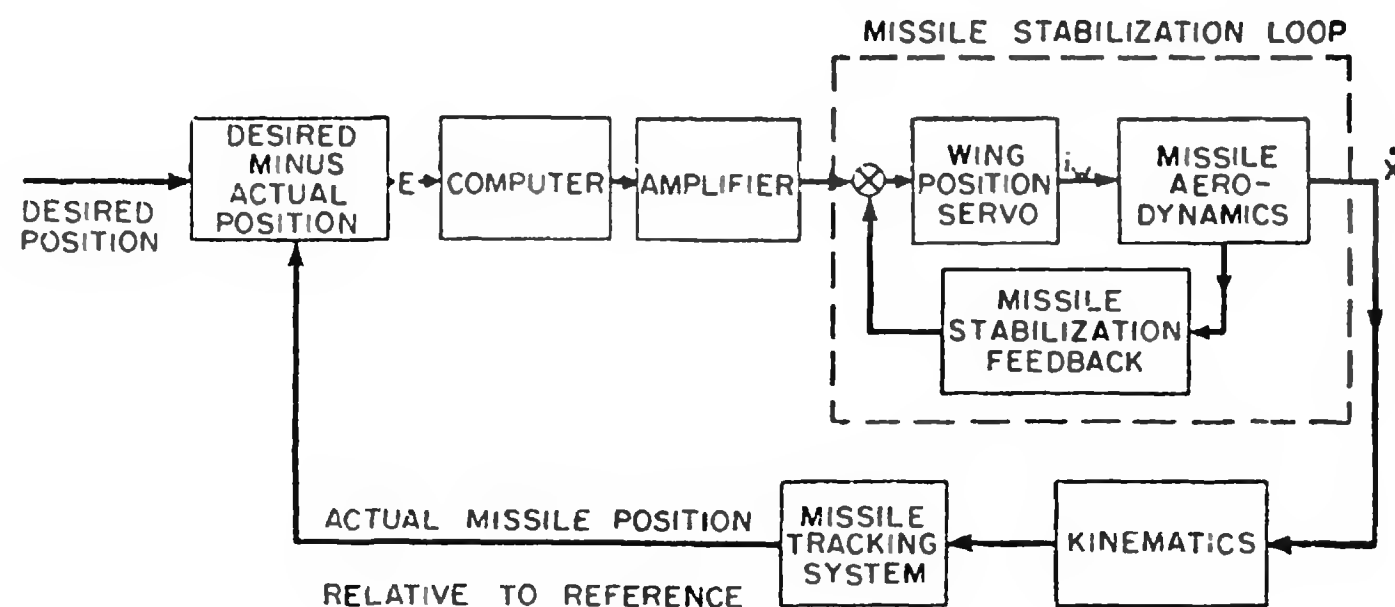 MISSILE STABILIZATION LOOP
DESIRED
MINUS
ACTUAL
POSITION
E
COMPUTER
AMPLIFIER
WING
POSITION
SERVO
i_w
MISSILE
AERO-
DYNAMICS
DESIRED
POSITION
MISSILE
STABILIZATION
FEEDBACK
ACTUAL MISSILE POSITION
RELATIVE TO REFERENCE
MISSILE
TRACKING
SYSTEM
KINEMATICS